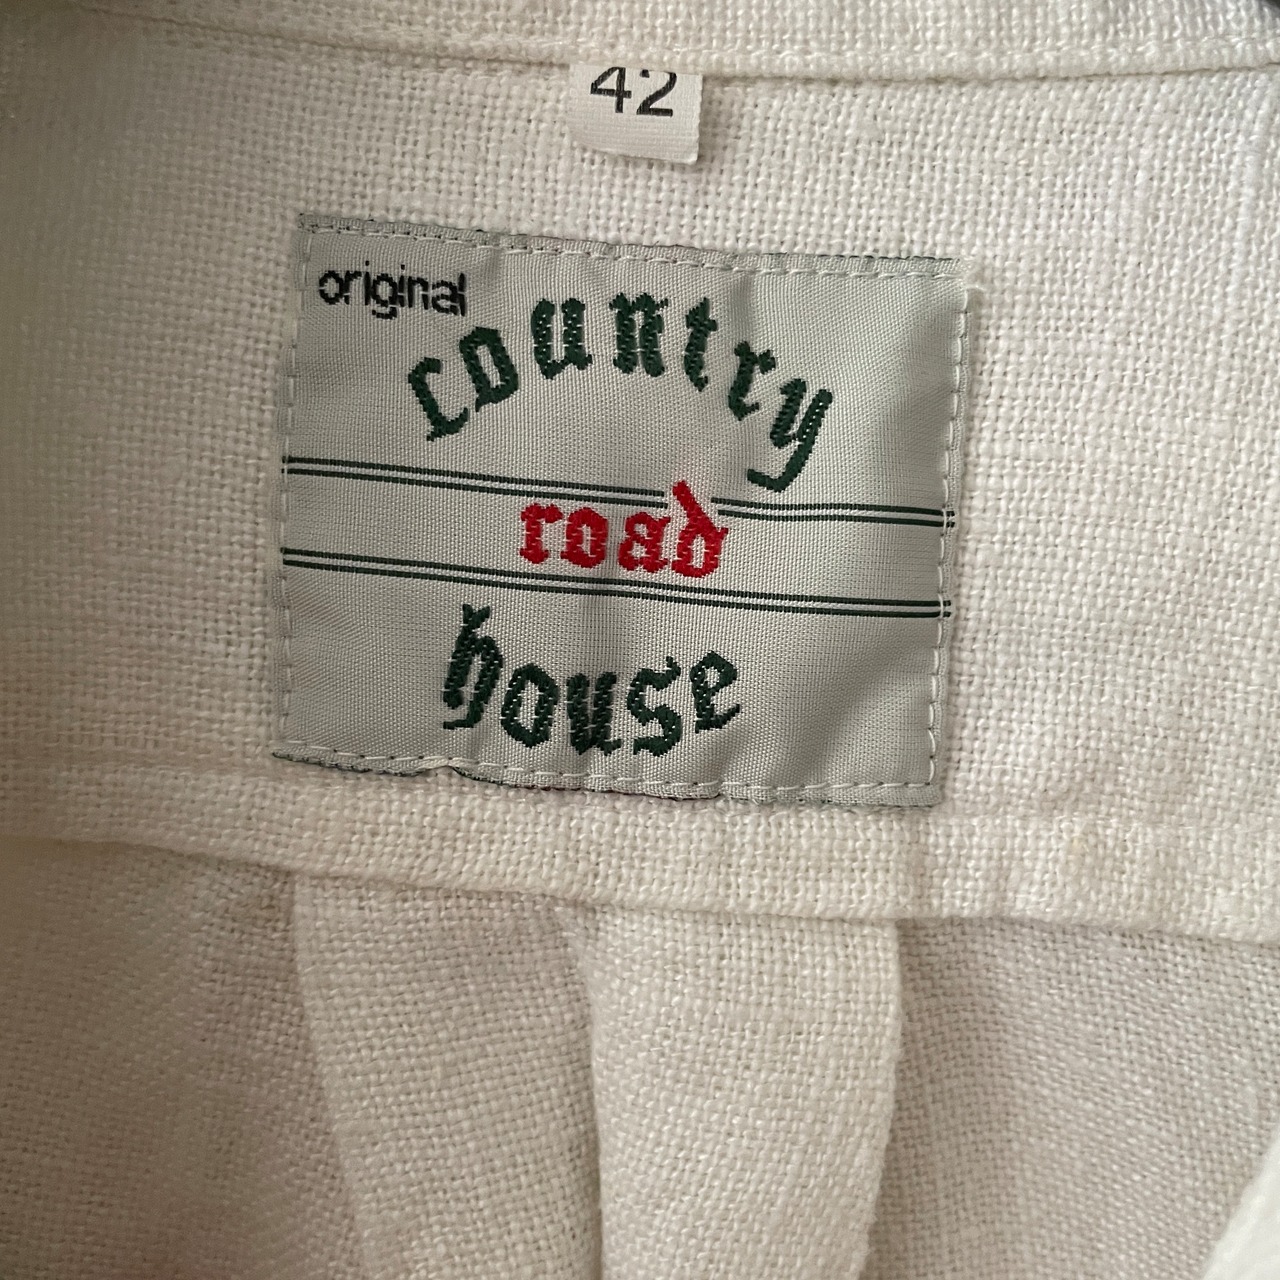 42
original
country
road
house